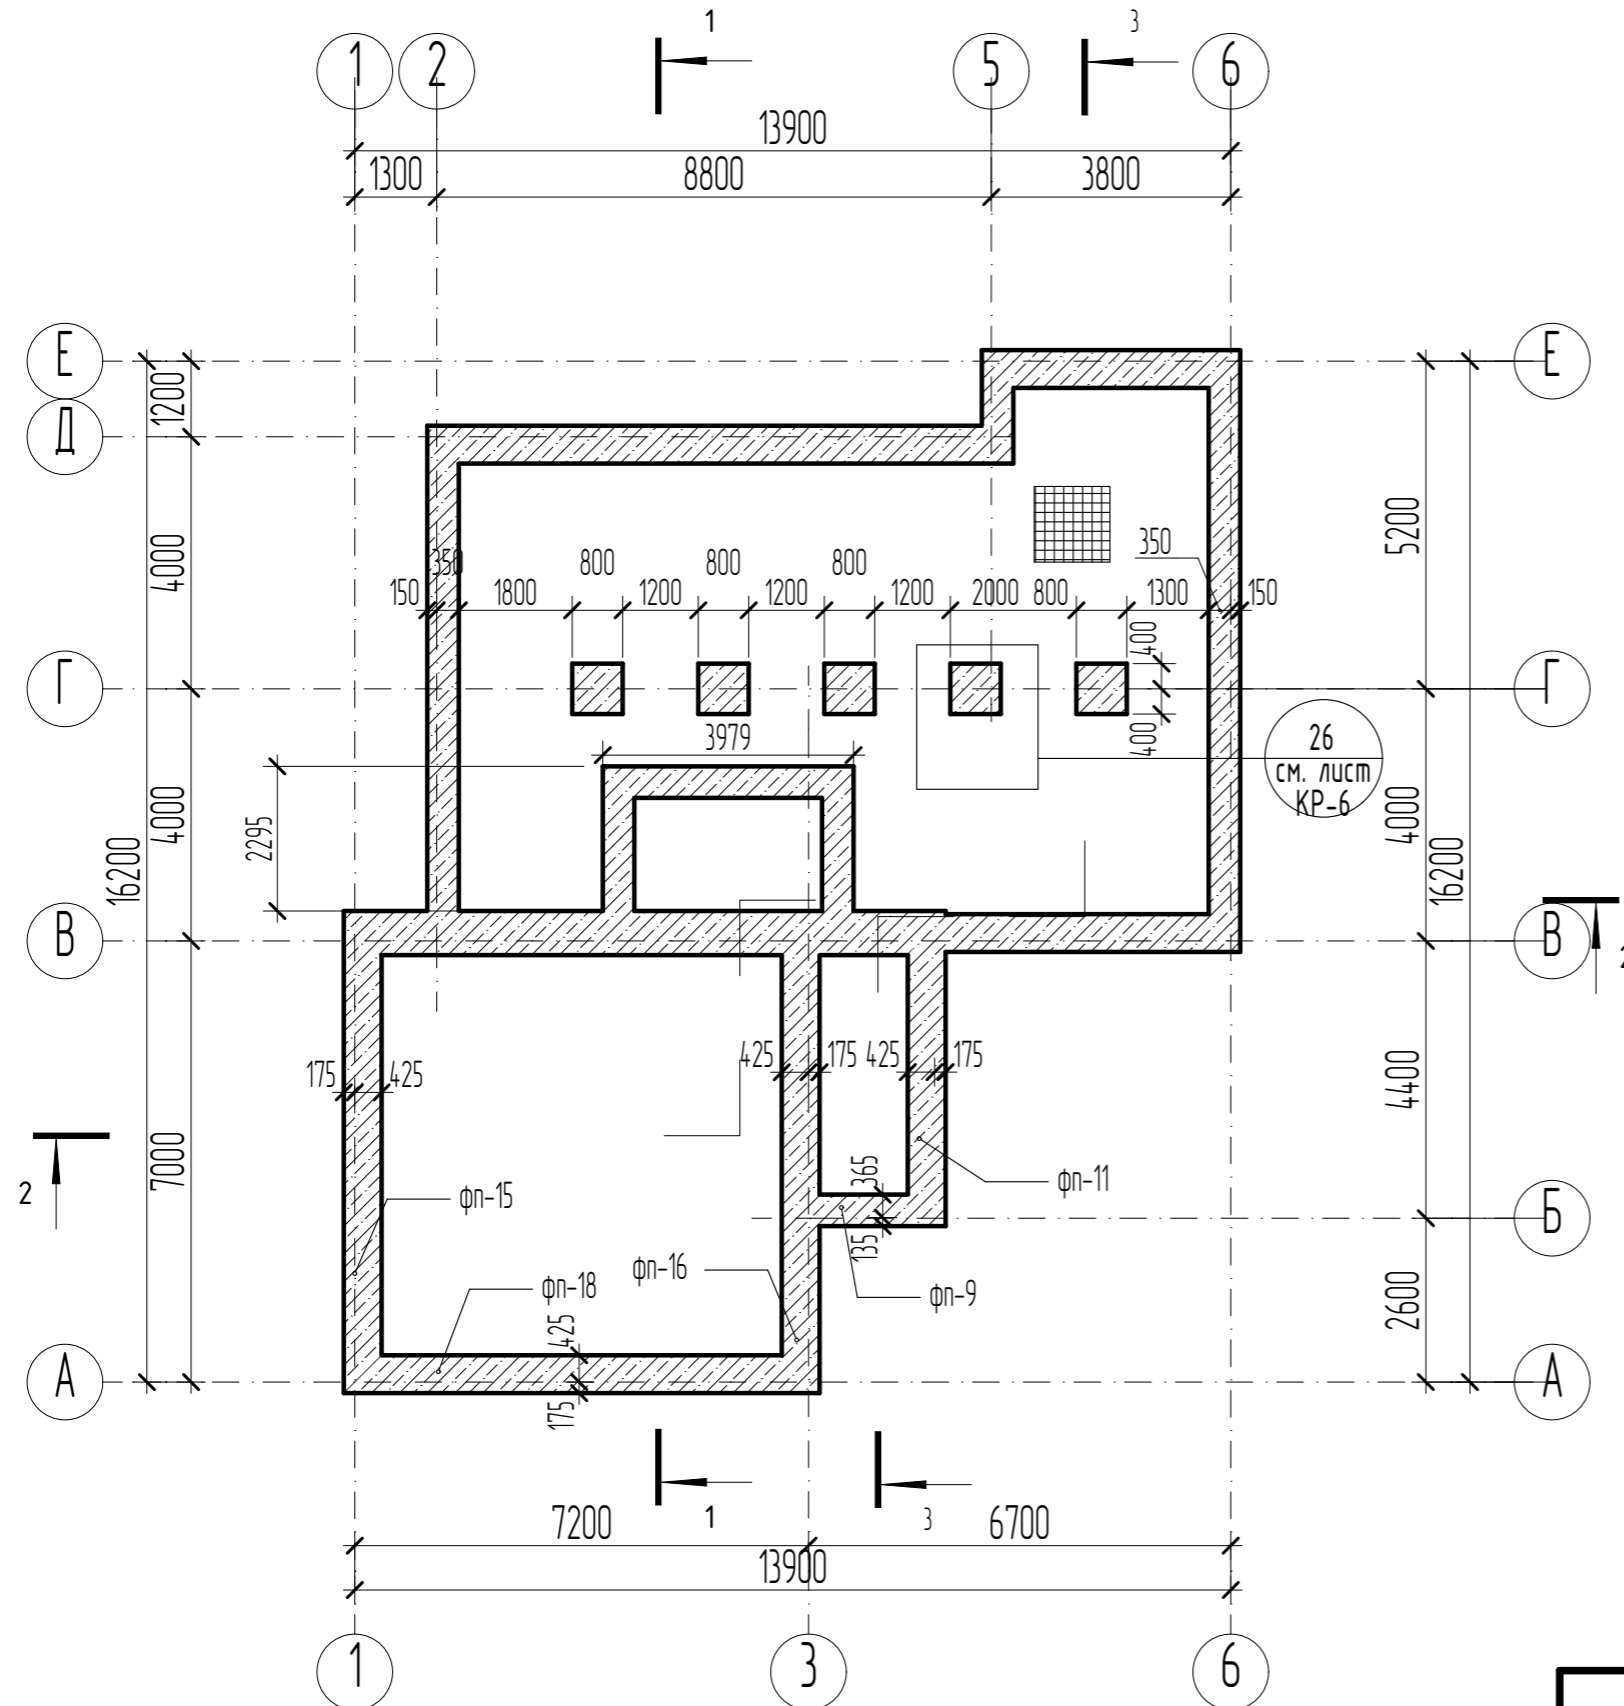 1 3
1 2 5 6
13900
1300 8800 3800
Е Е
1200
Д
4000 5200
350 800 800 800 350
150 1800 1200 1200 1200 2000 800 1300 150
400
Г Г
400
3979
26
см. лист
КР-6
2295
4000 4000
16200 16200
В В
2
425 175 425 175
175 425
4400
7000
2
365
фп-11
фп-15
Б
135
фп-16
фп-18
фп-9
2600
425
А А
175
7200 1 3 6700
13900
1 3 6